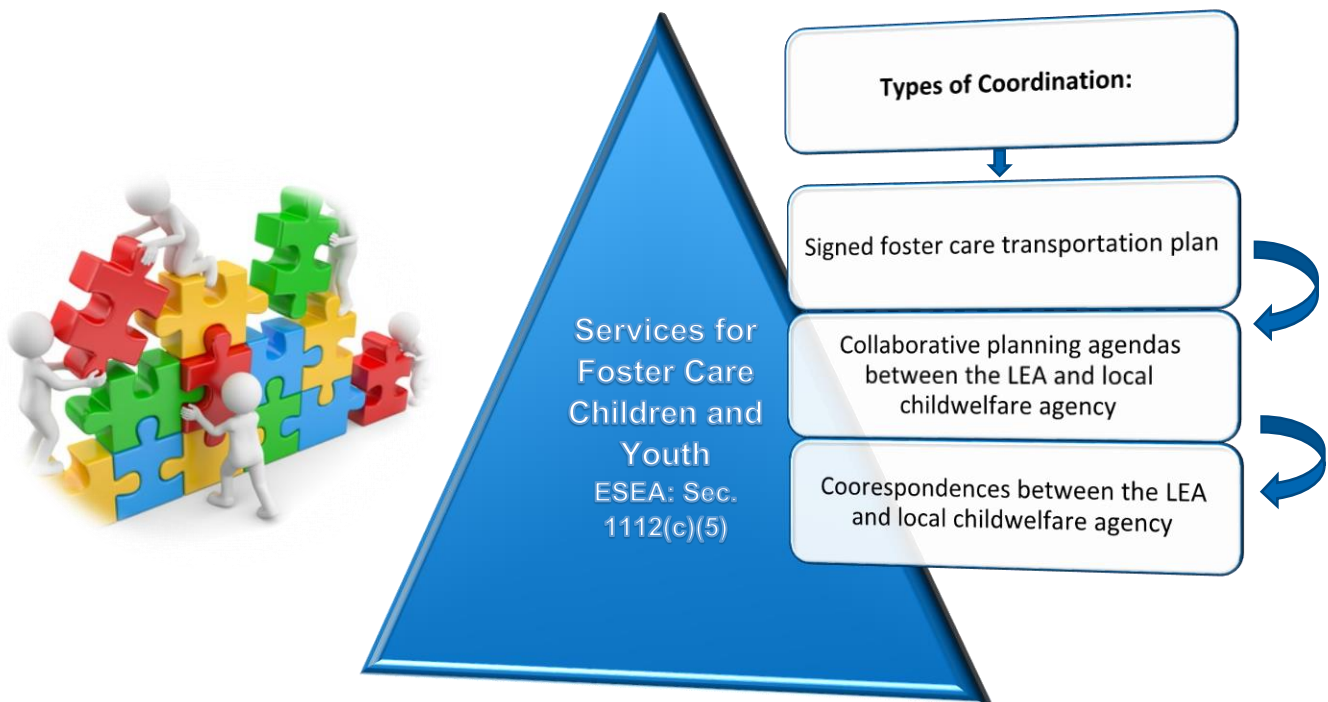 Services for
Foster Care
Children and
Youth
ESEA: Sec.
1112(c)(5)
Types of Coordination:
Signed foster care transportation plan
Collaborative planning agendas
between the LEA and local
childwelfare agency
Coorespondences between the LEA
and local childwelfare agency